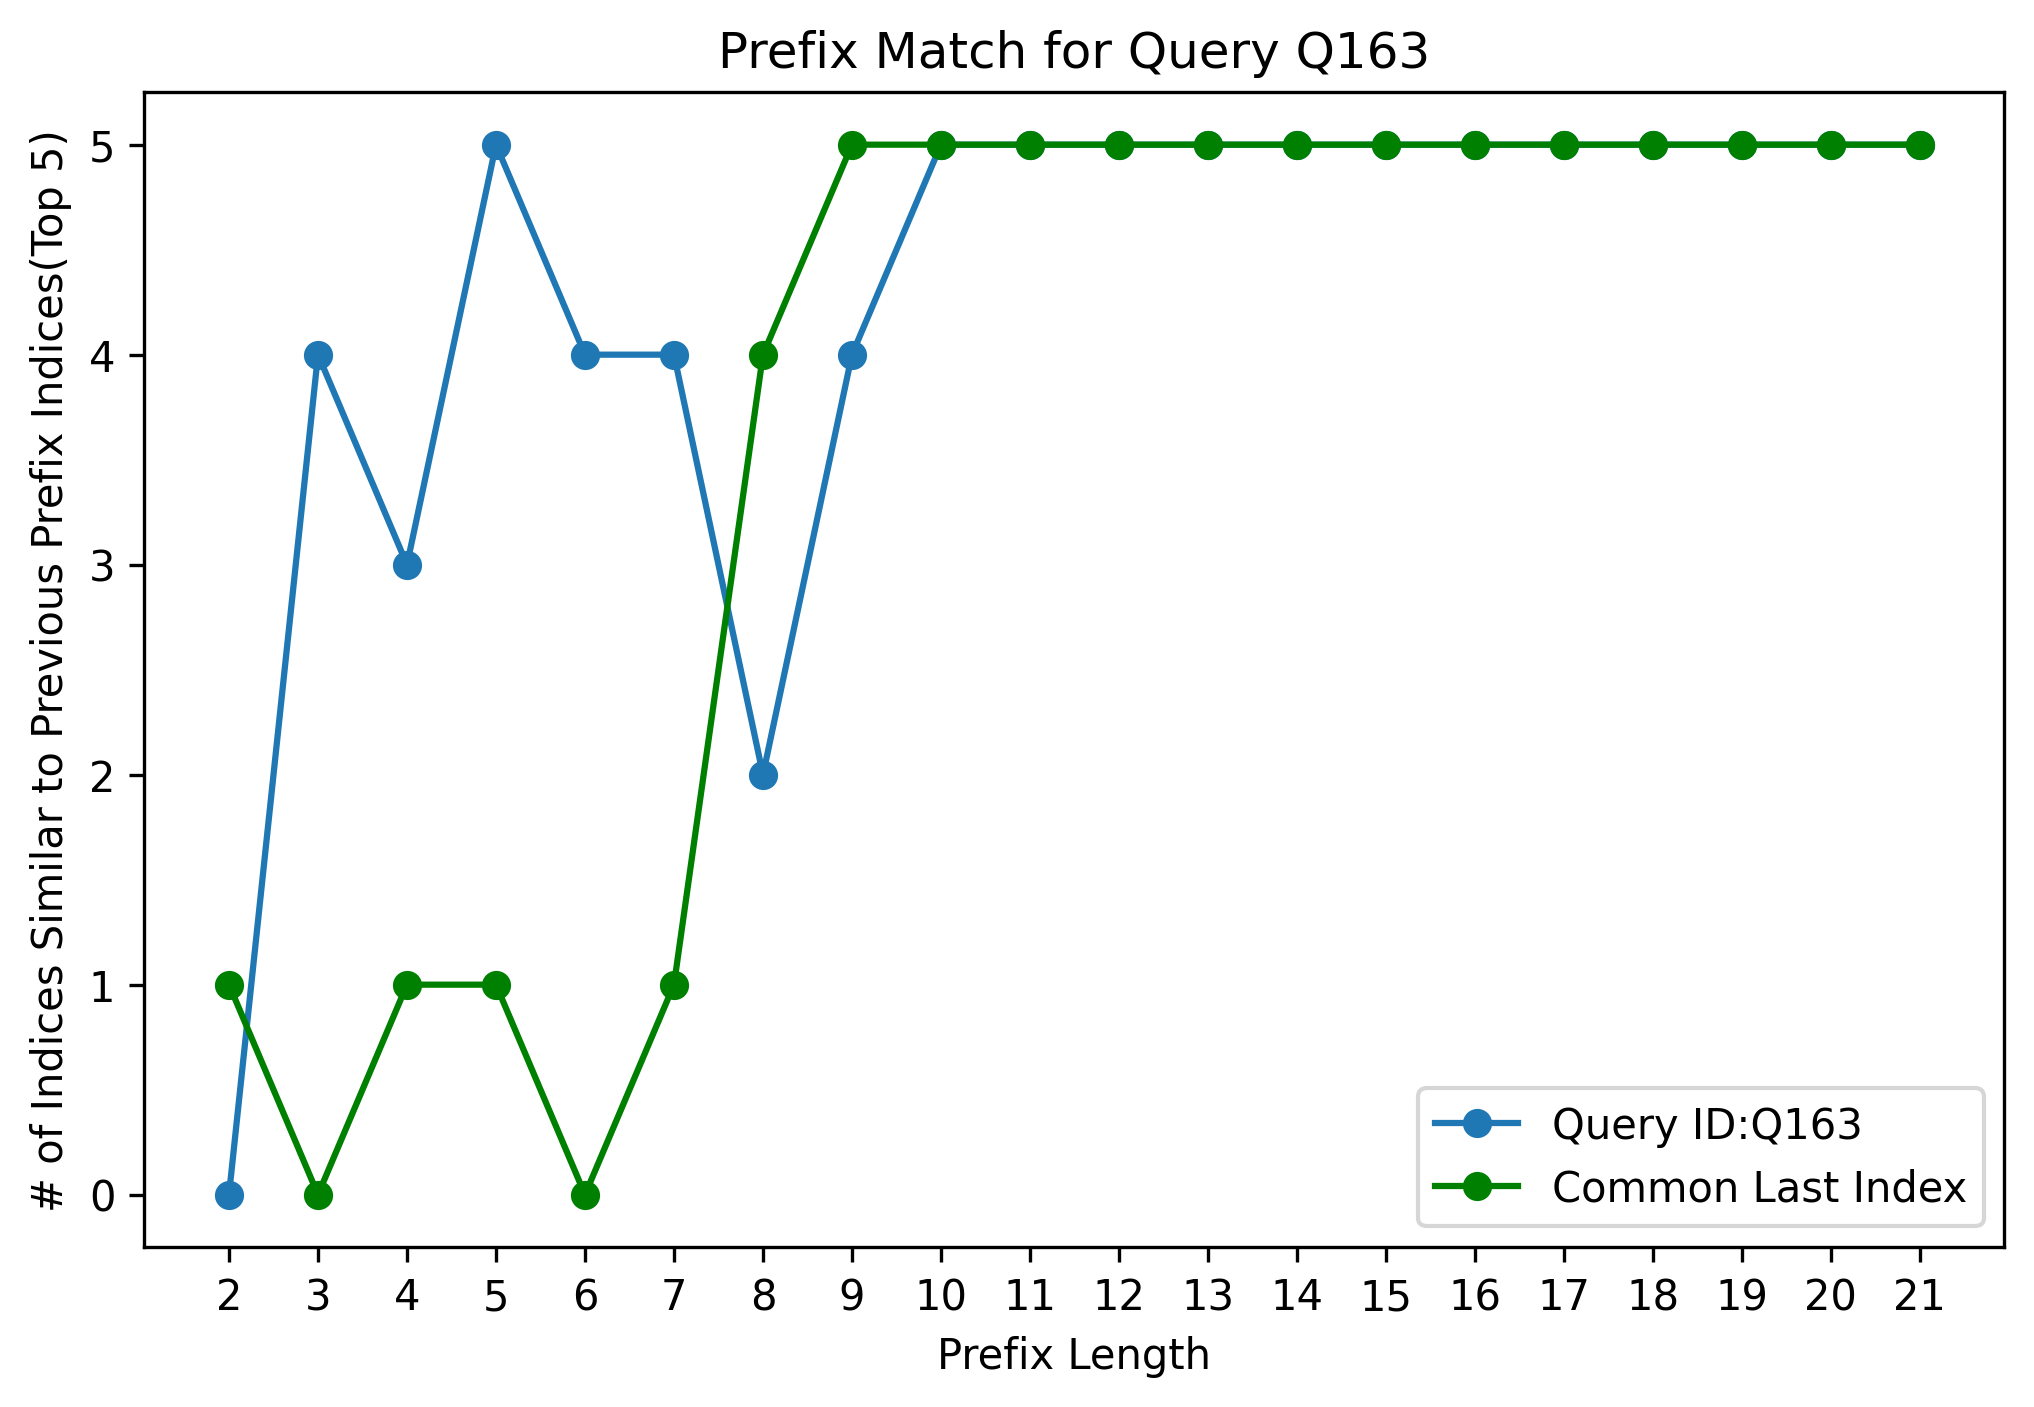 Prefix Match for Query Q163
# of Indices Similar to Previous Prefix Indices(Top 5)
5
4
3
2
1
0
Query ID:Q163
Common Last Index
2 3 4 5 6 7 8 9 10 11 12 13 14 15 16 17 18 19 20 21
Prefix Length